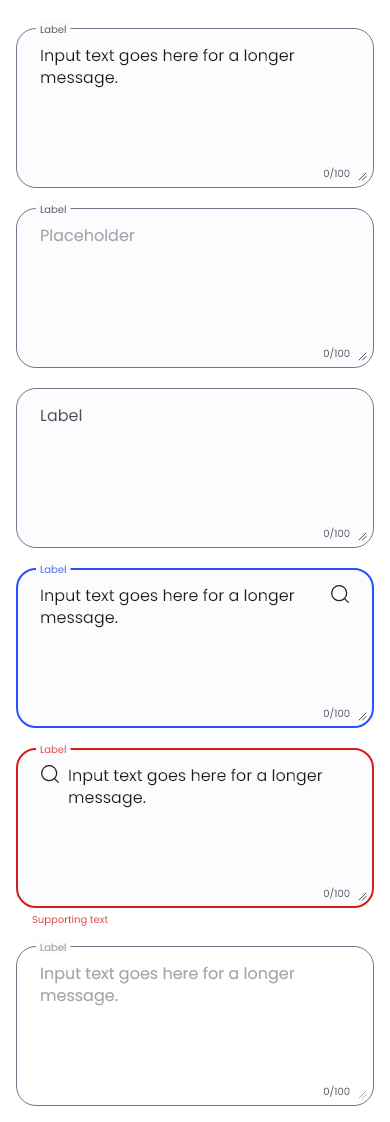 Label
Input text goes here for a longer
message.
0/100
Label
Placeholder
0/100
Label
0/100
Label
Input text goes here for a longer
message.
0/100
Label
Input text goes here for a longer
message.
0/100
Supporting text
Label
Input text goes here for a longer
message.
0/100